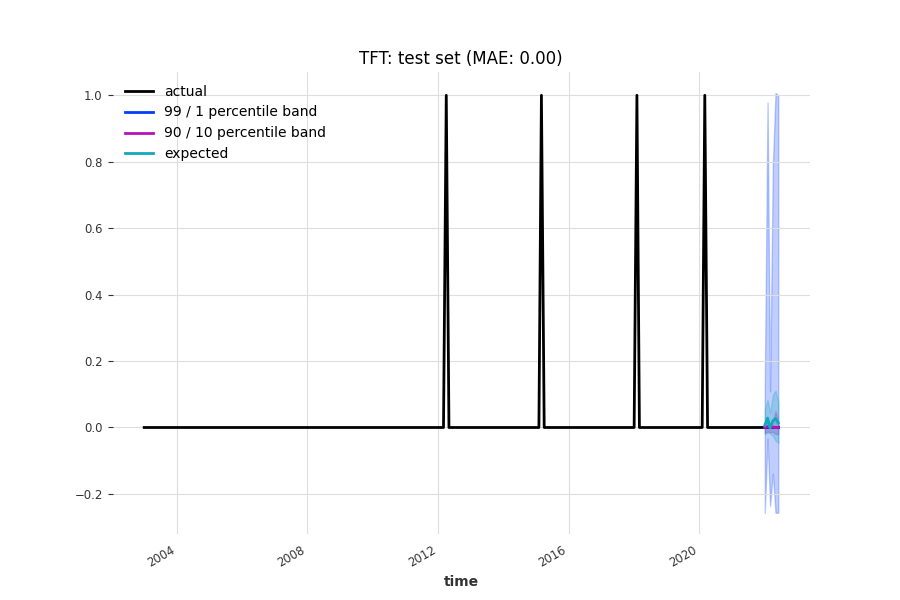 TFT: test set (MAE: 0.00)
actual
99 / 1 percentile band
90 / 10 percentile band
expected
1.0
0.8
0.6
0.4
0.2
0.0
−0.2
2004
2008
2012
2016
2020
time